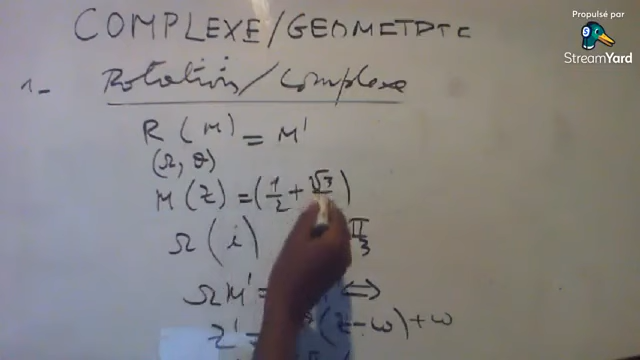 COMPLEXE/GEOMETRIE
Propulsé par
StreamYard
1- Rotation/Complexe
R(M) = M'
(Ω, θ)
M(Z) = (1/2 + √3
Ω(i) π/3
ΩM' = ⟺
Z' = (Z-ω)+ω